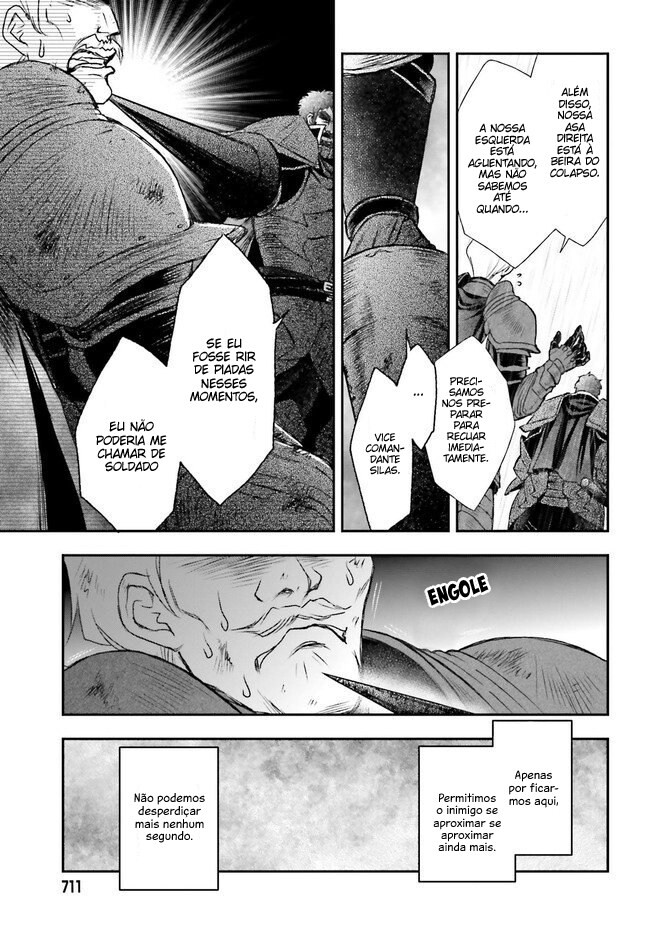 ALÉM
DISSO,
NOSSA
ASA
DIREITA
ESTÁ À
BEIRA DO
COLAPSO.
A NOSSA
ESQUERDA
ESTÁ
AGUENTANDO,
MAS NÃO
SABEMOS
ATÉ
QUANDO...
PRECI-
SAMOS
NOS PRE-
PARAR
PARA
RECUAR
IMEDIA-
TAMENTE.
...
VICE
COMAN-
DANTE
SILAS.
SE EU
FOSSE RIR
DE PIADAS
NESSES
MOMENTOS,
EU NÃO
PODERIA ME
CHAMAR DE
SOLDADO
ENGOLE
Apenas
por ficar-
mos aqui,
Permitimos
o inimigo se
aproximar se
aproximar
ainda mais.
Não podemos
desperdiçar
mais nenhum
segundo.
711